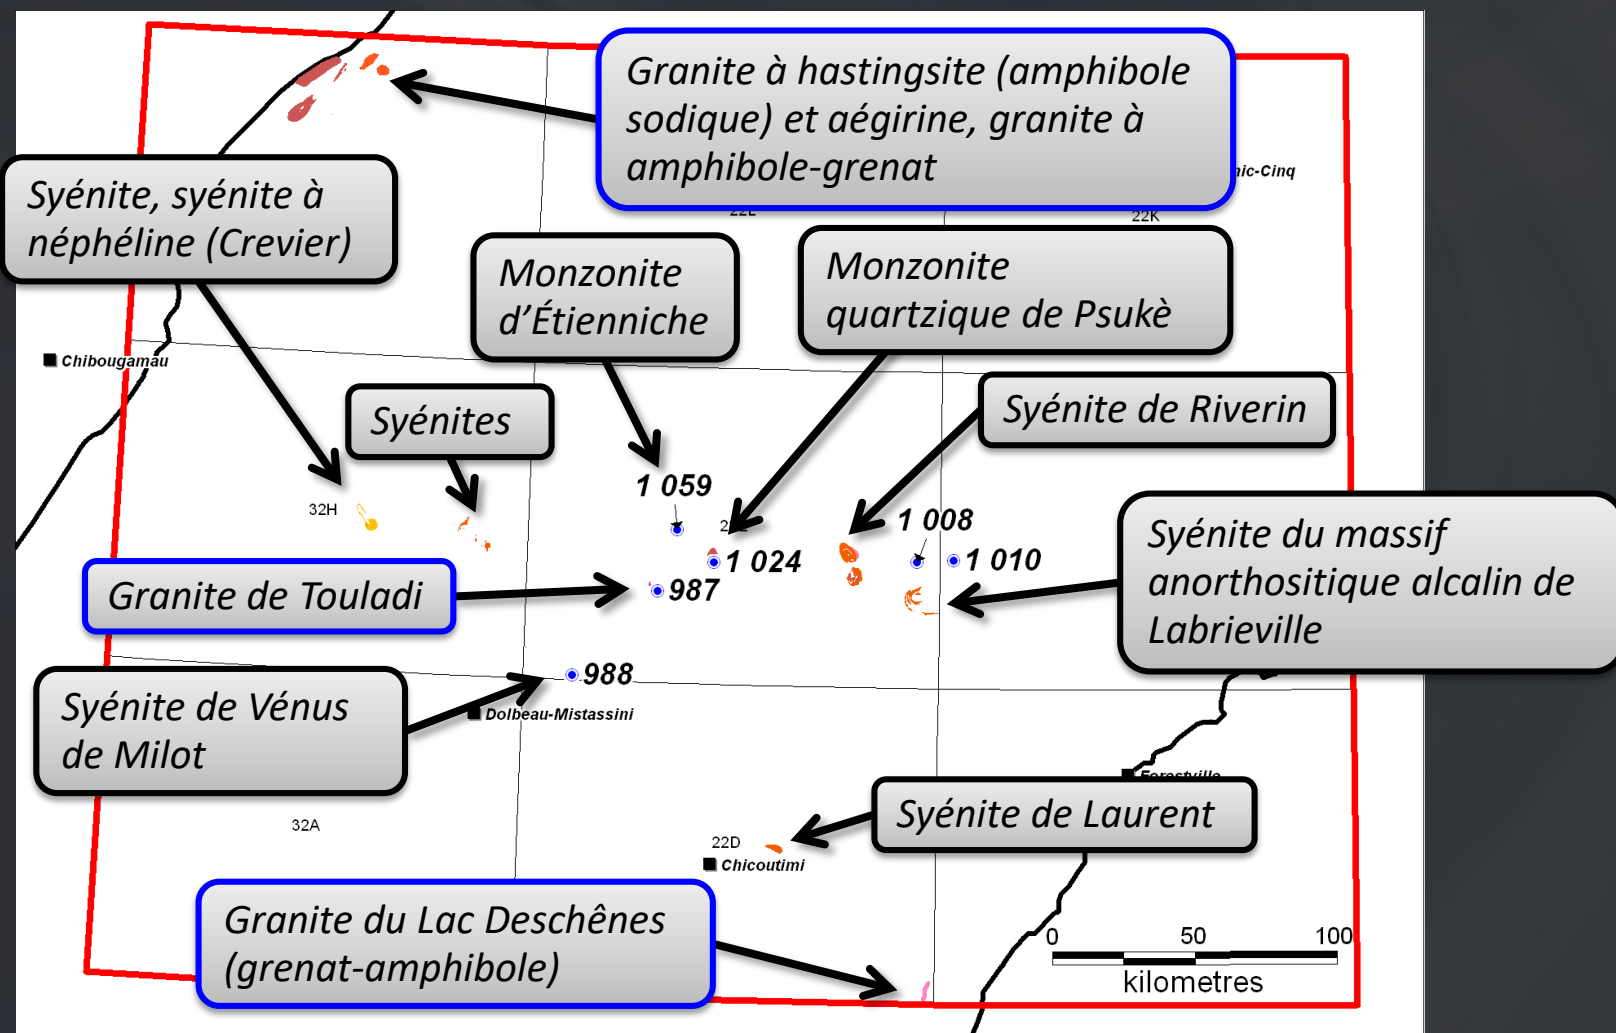 Granite à hastingsite (amphibole
sodique) et aégirine, granite à
amphibole-grenat
22K
Syénite, syénite à
néphéline (Crevier)
Monzonite
d'Étienniche
Monzonite
quartzique de Psukè
Chibougamau
Syénites
Syénite de Riverin
1 059
32H
1 008
1 010
1 024
987
Syénite du massif
anorthositique alcalin de
Labrieville
Granite de Touladi
988
Syénite de Vénus
de Milot
Dolbeau-Mistassini
Forestville
Syénite de Laurent
32A
22D
Chicoutimi
Granite du Lac Deschênes
(grenat-amphibole)
0 50 100
kilometres